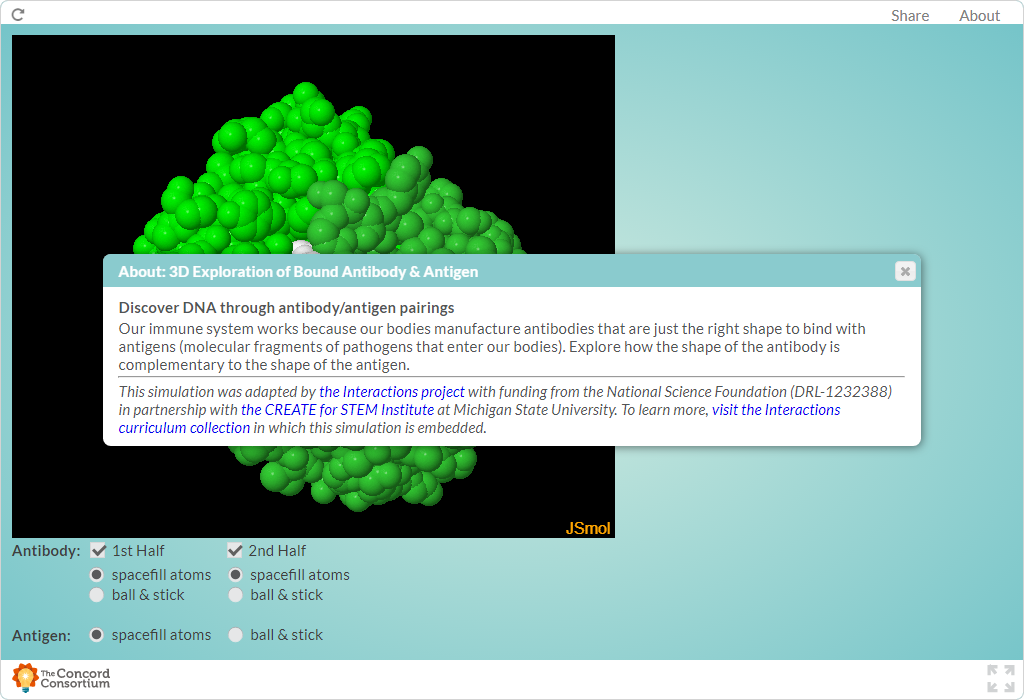 Share About
About: 3D Exploration of Bound Antibody & Antigen
Discover DNA through antibody/antigen pairings
Our immune system works because our bodies manufacture antibodies that are just the right shape to bind with
antigens (molecular fragments of pathogens that enter our bodies). Explore how the shape of the antibody is
complementary to the shape of the antigen.
This simulation was adapted by the Interactions project with funding from the National Science Foundation (DRL-1232388)
in partnership with the CREATE for STEM Institute at Michigan State University. To learn more, visit the Interactions
curriculum collection in which this simulation is embedded.
JSmol
Antibody: 1st Half 2nd Half
spacefill atoms spacefill atoms
ball & stick ball & stick
Antigen: spacefill atoms ball & stick
The Concord
Consortium